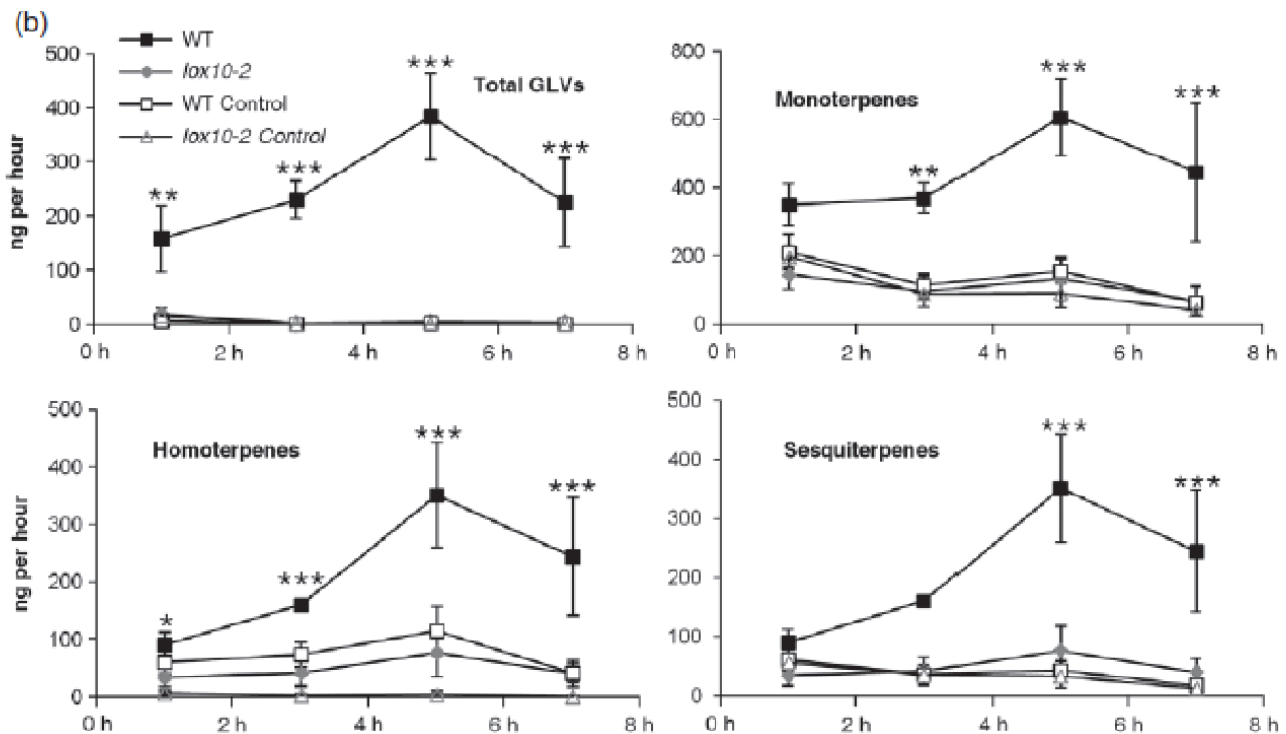 (b)
WT
lox10-2
WT Control
lox10-2 Control
Total GLVs
ng per hour
500
400
300
200
100
0
** *** *** ***
0 h 2 h 4 h 6 h 8 h
Monoterpenes
800
600
400
200
0
** *** ***
0 h 2 h 4 h 6 h 8 h
Homoterpenes
ng per hour
500
400
300
200
100
0
* *** *** ***
0 h 2 h 4 h 6 h 8 h
Sesquiterpenes
500
400
300
200
100
0
*** ***
0 h 2 h 4 h 6 h 8 h